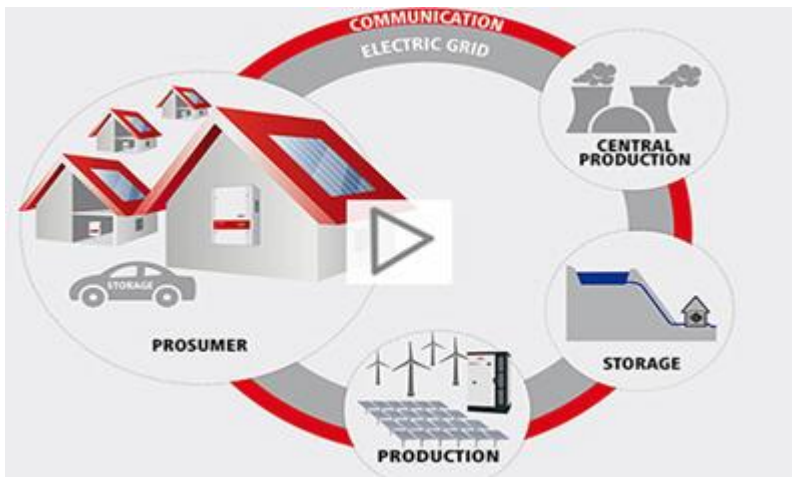 COMMUNICATION
ELECTRIC GRID
CENTRAL
PRODUCTION
STORAGE
PROSUMER
STORAGE
PRODUCTION